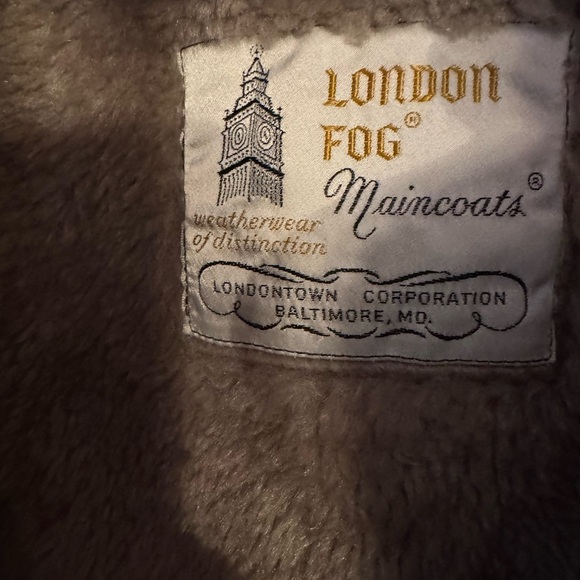 LONDON
FOG®
Maincoats®
weatherwear
of distinction
LONDONTOWN CORPORATION
BALTIMORE, MD.